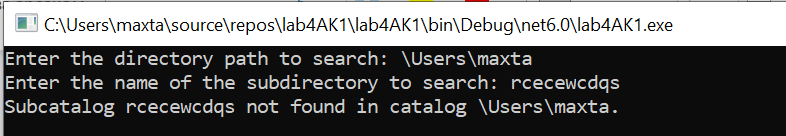 C:\Users\maxta\source\repos\lab4AK1\lab4AK1\bin\Debug\net6.0\lab4AK1.exe
Enter the directory path to search: \Users\maxta
Enter the name of the subdirectory to search: rcecewcdqs
Subcatalog rcecewcdqs not found in catalog \Users\maxta.